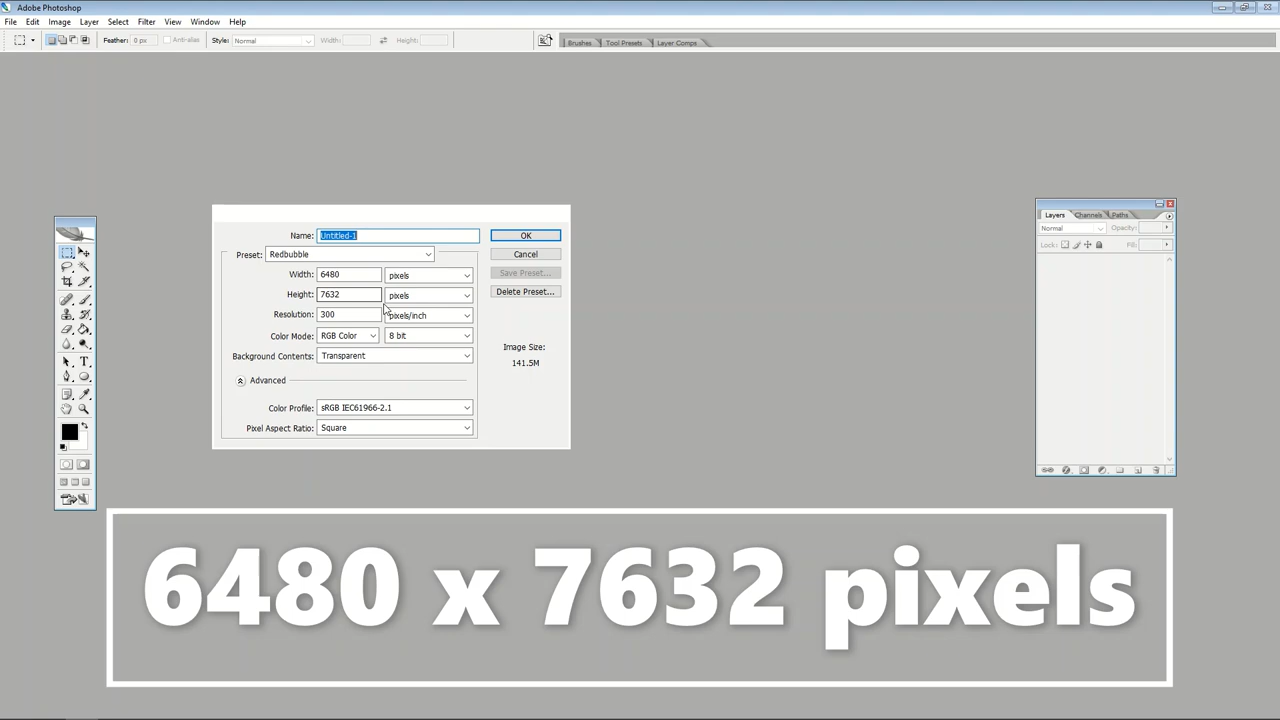 Adobe Photoshop
File Edit Image Layer Select Filter View Window Help
Feather: 0 px Anti-alias Style: Normal Width: Height: Brushes Tool Presets Layer Comps
Name: Untitled-1 OK
Preset: Redbubble Cancel
Width: 6480 pixels Save Preset...
Height: 7632 pixels Delete Preset...
Resolution: 300 pixels/inch
Color Mode: RGB Color 8 bit
Image Size:
Background Contents: Transparent
141.5M
Advanced
Color Profile: sRGB IEC61966-2.1
Pixel Aspect Ratio: Square
Layers Channels Paths
Normal Opacity:
Lock: Fill:
6480 x 7632 pixels